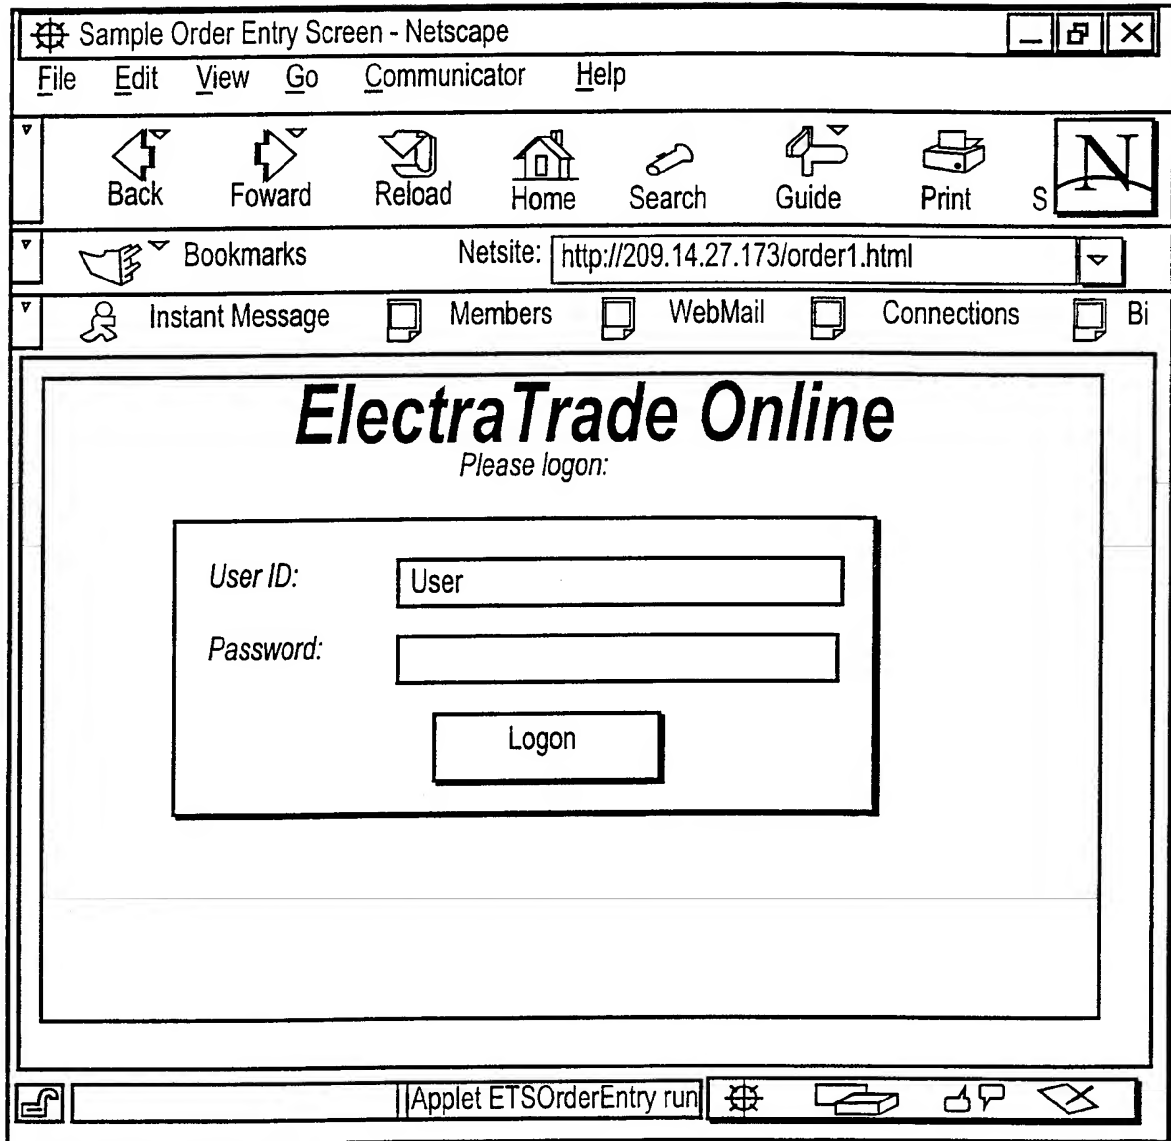 Sample Order Entry Screen - Netscape
File Edit View Go Communicator Help
Back Foward Reload Home Search Guide Print S N
Bookmarks Netsite: http://209.14.27.173/order1.html
Instant Message Members WebMail Connections Bi
ElectraTrade Online
Please logon:
User ID: User
Password:
Logon
Applet ETSOrderEntry run